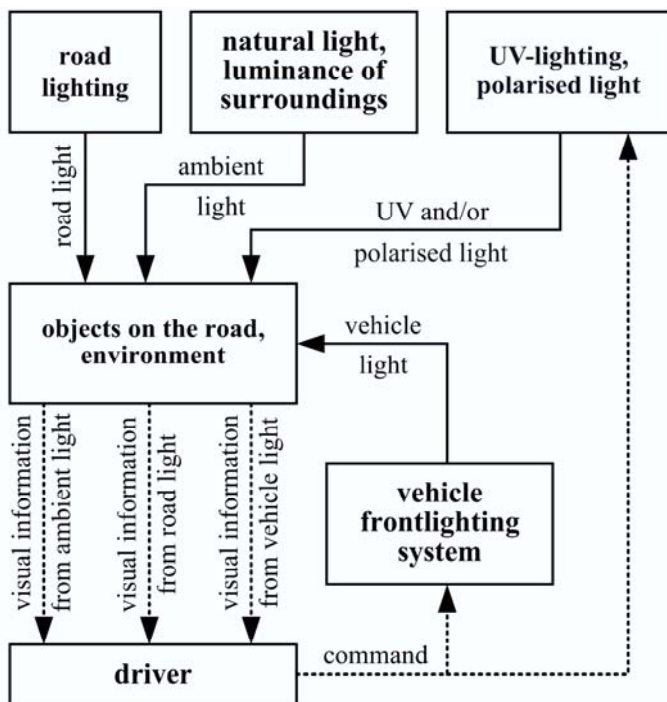 road
lighting
natural light,
luminance of
surroundings
UV-lighting,
polarised light
road light
ambient
light
UV and/or
polarised light
objects on the road,
environment
vehicle
light
visual information
from ambient light
visual information
from road light
visual information
from vehicle light
vehicle
frontlighting
system
driver
command